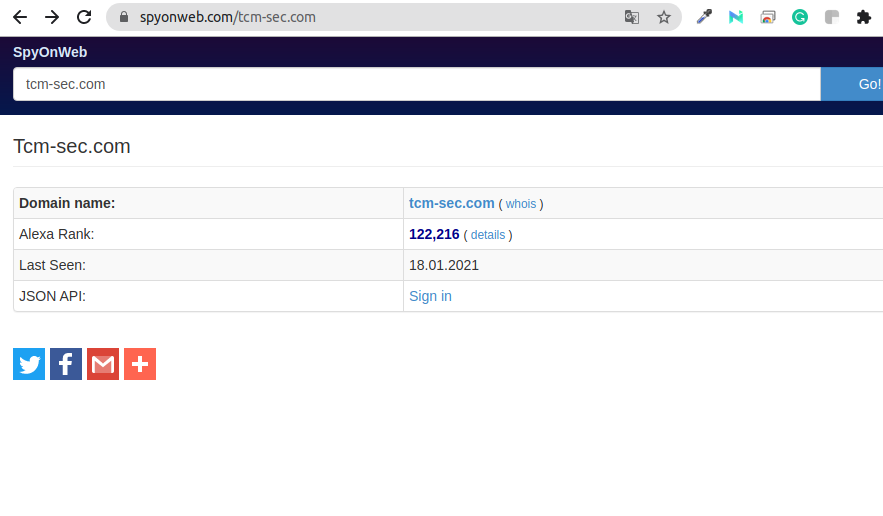 spyonweb.com/tcm-sec.com
SpyOnWeb
tcm-sec.com Go!
Tcm-sec.com
Domain name: tcm-sec.com ( whois )
Alexa Rank: 122,216 ( details )
Last Seen: 18.01.2021
JSON API: Sign in